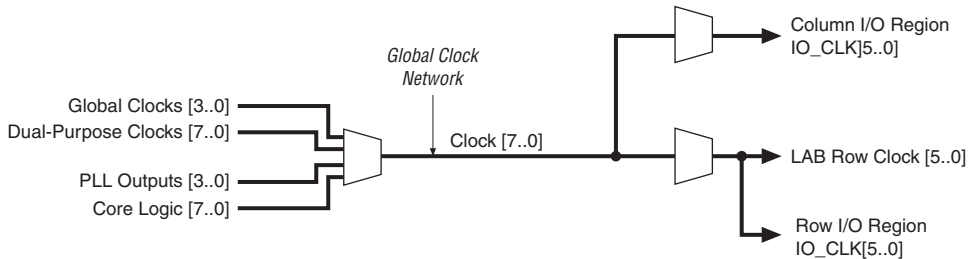 Column I/O Region
IO_CLK]5..0]
Global Clock
Network
Global Clocks [3..0]
Dual-Purpose Clocks [7..0]
Clock [7..0]
LAB Row Clock [5..0]
PLL Outputs [3..0]
Core Logic [7..0]
Row I/O Region
IO_CLK[5..0]